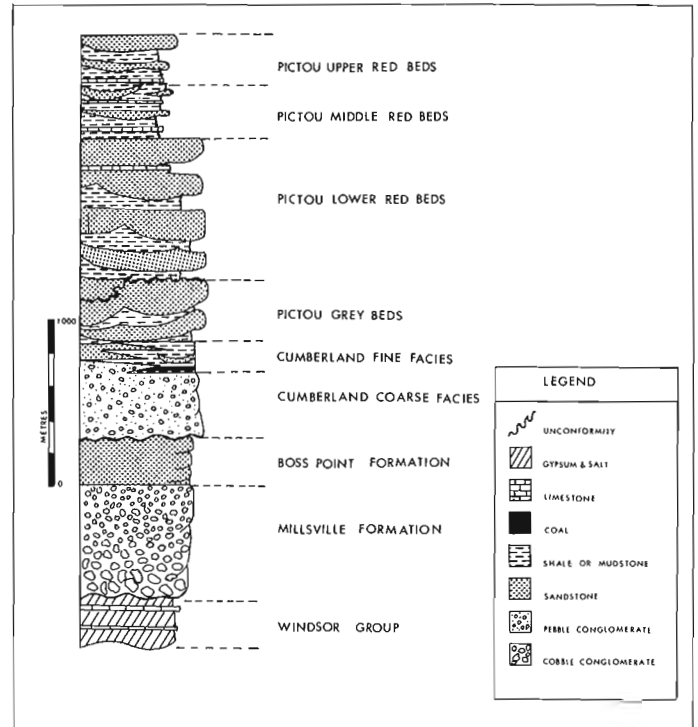 PICTOU UPPER RED BEDS
PICTOU MIDDLE RED BEDS
PICTOU LOWER RED BEDS
PICTOU GREY BEDS
CUMBERLAND FINE FACIES
CUMBERLAND COARSE FACIES
BOSS POINT FORMATION
MILLSVILLE FORMATION
WINDSOR GROUP
1000
METRES
0
LEGEND
UNCONFORMITY
GYPSUM & SALT
LIMESTONE
COAL
SHALE OR MUDSTONE
SANDSTONE
PEBBLE CONGLOMERATE
COBBLE CONGLOMERATE